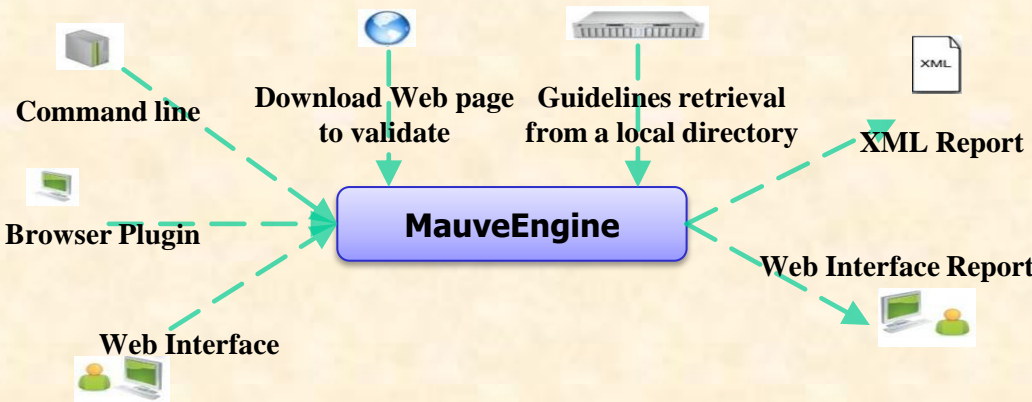 XML
Command line
Download Web page
to validate
Guidelines retrieval
from a local directory
XML Report
Browser Plugin
MauveEngine
Web Interface Report
Web Interface